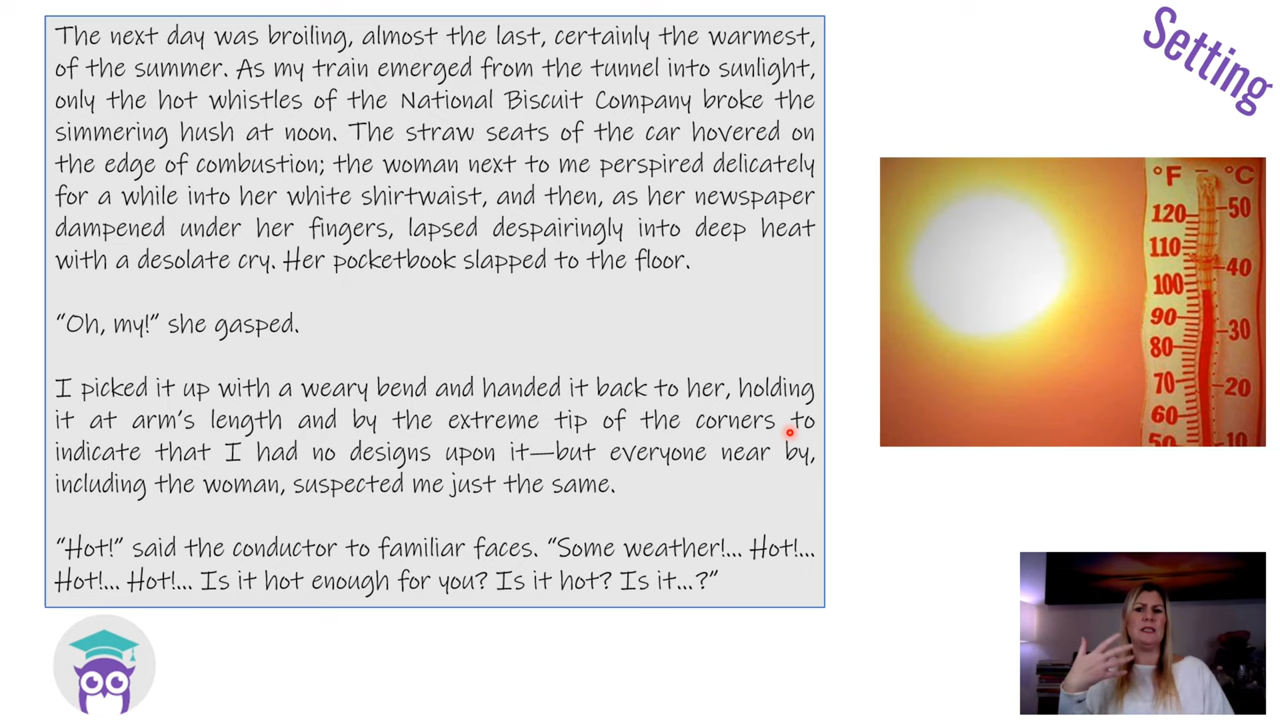 Setting
The next day was broiling, almost the last, certainly the warmest,
of the summer. As my train emerged from the tunnel into sunlight,
only the hot whistles of the National Biscuit Company broke the
simmering hush at noon. The straw seats of the car hovered on
the edge of combustion; the woman next to me perspired delicately
for a while into her white shirtwaist, and then, as her newspaper
dampened under her fingers, lapsed despairingly into deep heat
with a desolate cry. Her pocketbook slapped to the floor.
“Oh, my!” she gasped.
I picked it up with a weary bend and handed it back to her, holding
it at arm’s length and by the extreme tip of the corners to
indicate that I had no designs upon it—but everyone near by,
including the woman, suspected me just the same.
“Hot!” said the conductor to familiar faces. “Some weather!... Hot!...
Hot!... Hot!... Is it hot enough for you? Is it hot? Is it...?”
°F °C
120 50
110
100 40
90 30
80
70 20
60
50 10